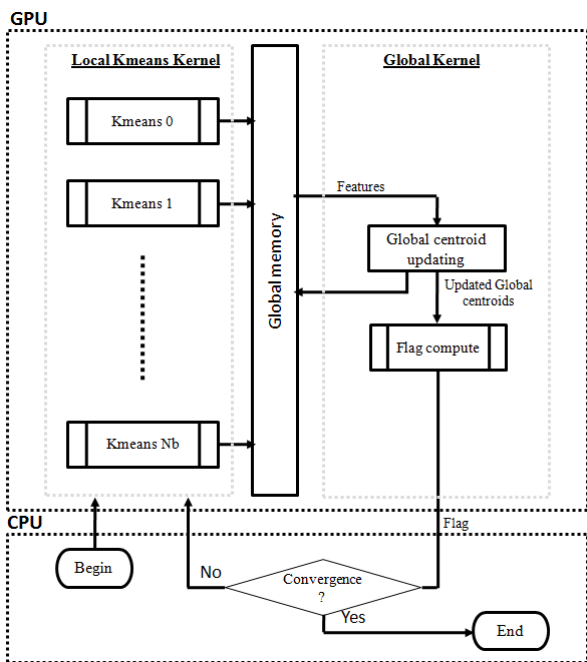 GPU
Local Kmeans Kernel
Global Kernel
Kmeans 0
Kmeans 1
Kmeans Nb
Global memory
Features
Global centroid
updating
Updated Global
centroids
Flag compute
Flag
CPU
Begin
No
Convergence
?
Yes
End